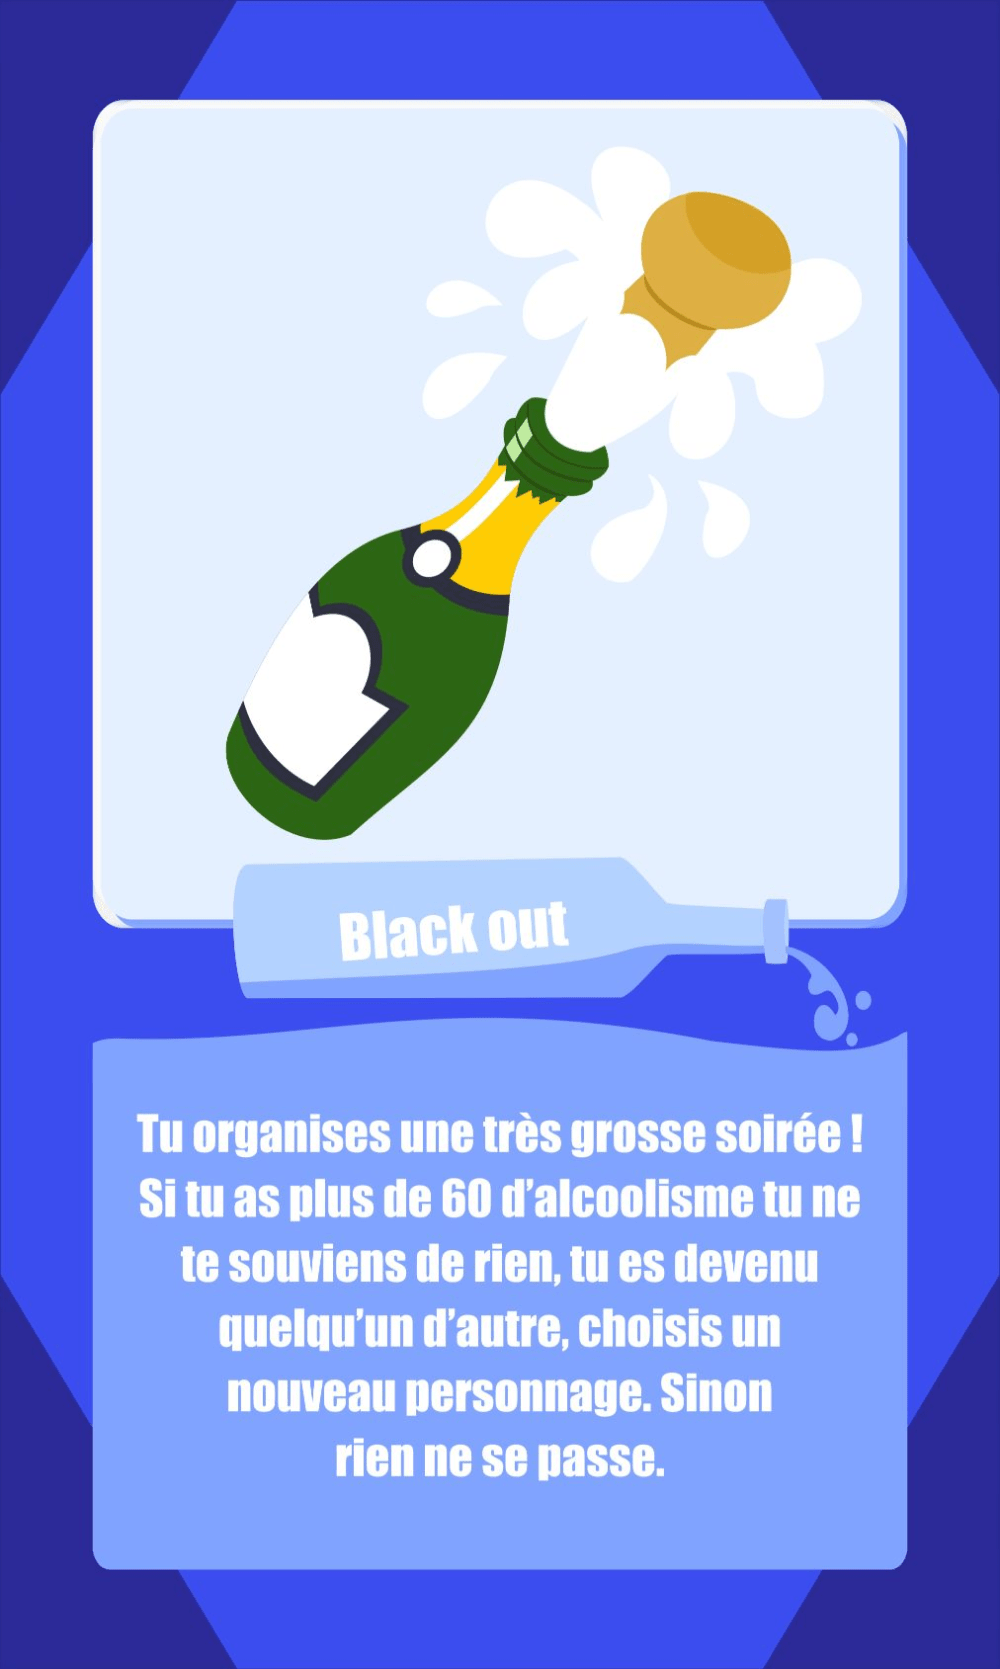 Black out
Tu organises une très grosse soirée !
Si tu as plus de 60 d’alcoolisme tu ne
te souviens de rien, tu es devenu
quelqu’un d’autre, choisis un
nouveau personnage. Sinon
rien ne se passe.